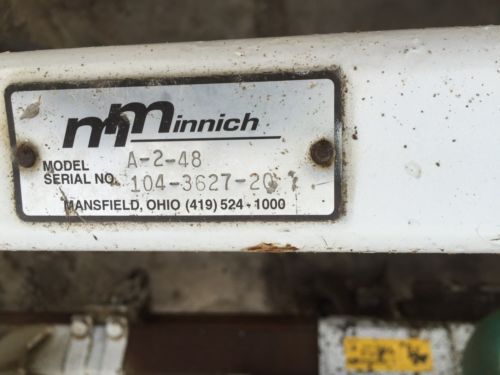 Minnich
MODEL A-2-48
SERIAL NO. 104-3627-20
MANSFIELD, OHIO (419) 524-1000